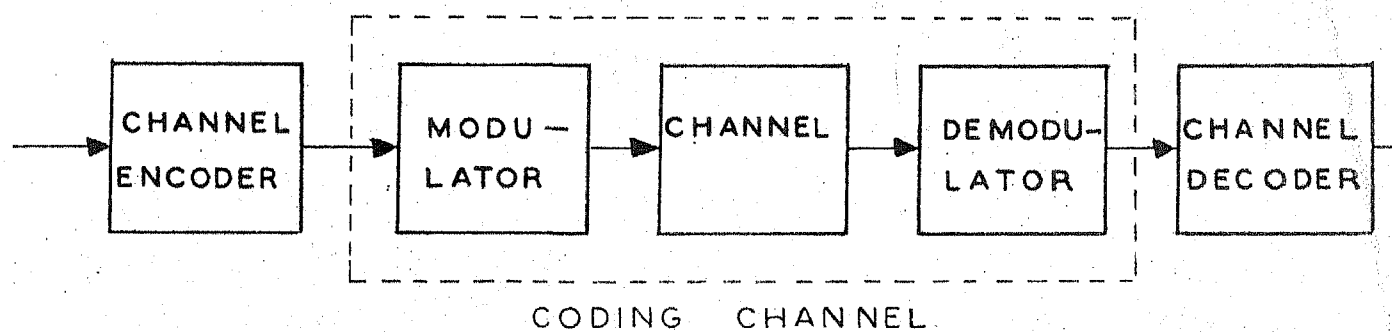 CHANNEL
ENCODER
MODU-
LATOR
CHANNEL
DEMODU-
LATOR
CHANNEL
DECODER
CODING CHANNEL